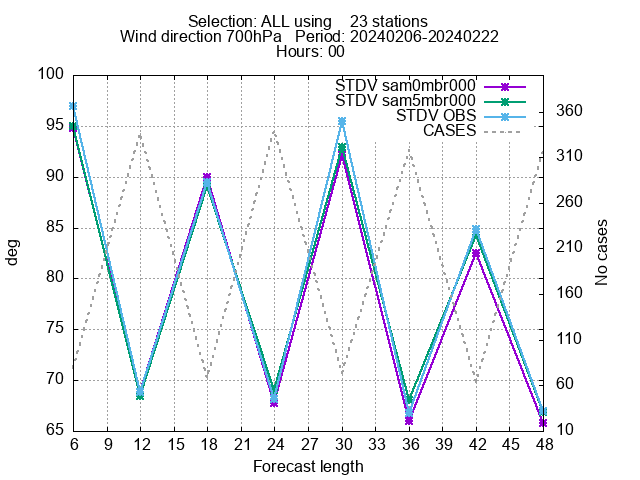 Selection: ALL using    23 stations
Wind direction 700hPa   Period: 20240206-20240222
Hours: 00
STDV sam0mbr000
STDV sam5mbr000
STDV OBS
CASES
100
95
90
85
80
75
70
65
deg
360
310
260
210
160
110
60
10
No cases
6 9 12 15 18 21 24 27 30 33 36 39 42 45 48
Forecast length